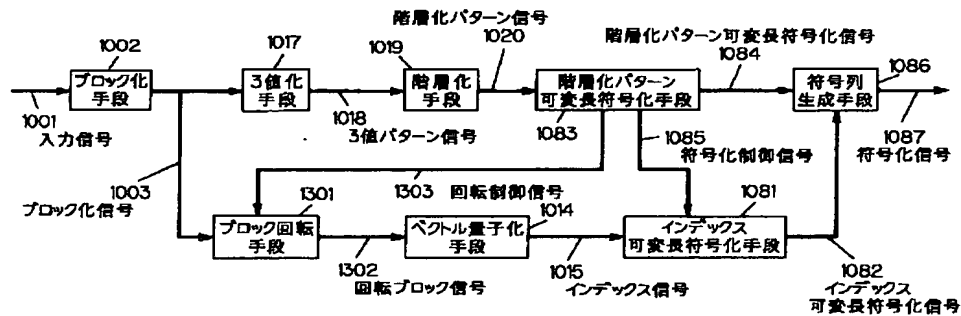 階層化パターン信号
1002
1017
1019
1020
階層化パターン可変長符号化信号
1084
1086
ブロック化
手段
3値化
手段
階層化
手段
階層化パターン
可変長符号化手段
符号列
生成手段
1001
入力信号
1018
3値パターン信号
1083
1085
符号化制御信号
1087
符号化信号
1003
ブロック化信号
1301
1303
回転制御信号
1014
1081
ブロック回転
手段
ベクトル量子化
手段
インデックス
可変長符号化手段
1302
回転ブロック信号
1015
インデックス信号
1082
インデックス
可変長符号化信号